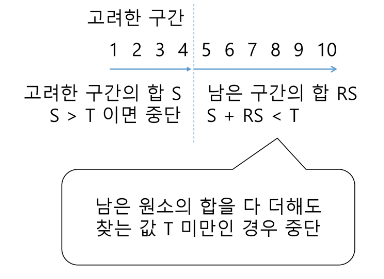 고려한 구간
1 2 3 4 5 6 7 8 9 10
고려한 구간의 합 S 남은 구간의 합 RS
S > T 이면 중단 S + RS < T
남은 원소의 합을 다 더해도
찾는 값 T 미만인 경우 중단